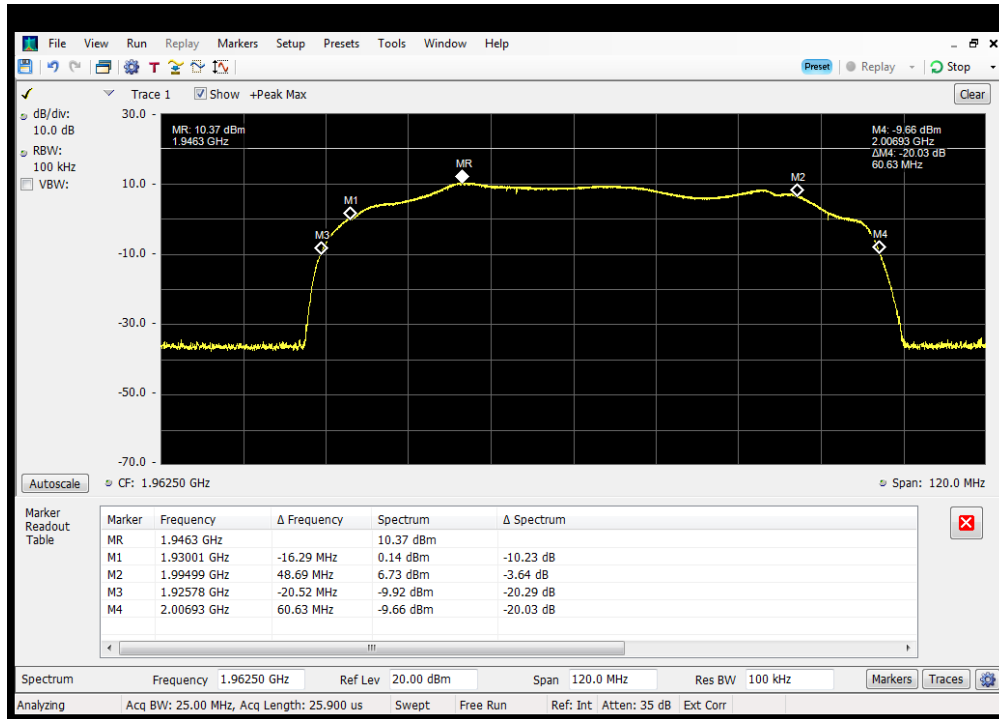 File View Run Replay Markers Setup Presets Tools Window Help
Preset Replay Stop
Trace 1 Show +Peak Max Clear
dB/div:
10.0 dB
RBW:
100 kHz
VBW:
30.0 -
10.0 -
-10.0 -
-30.0 -
-50.0 -
-70.0 -
MR: 10.37 dBm
1.9463 GHz
M4: -9.66 dBm
2.00693 GHz
ΔM4: -20.03 dB
60.63 MHz
MR
M2
M1
M3
M4
Autoscale CF: 1.96250 GHz Span: 120.0 MHz
Marker
Readout
Table
Marker Frequency Δ Frequency Spectrum Δ Spectrum
MR 1.9463 GHz 10.37 dBm
M1 1.93001 GHz -16.29 MHz 0.14 dBm -10.23 dB
M2 1.99499 GHz 48.69 MHz 6.73 dBm -3.64 dB
M3 1.92578 GHz -20.52 MHz -9.92 dBm -20.29 dB
M4 2.00693 GHz 60.63 MHz -9.66 dBm -20.03 dB
Spectrum Frequency 1.96250 GHz Ref Lev 20.00 dBm Span 120.0 MHz Res BW 100 kHz Markers Traces
Analyzing Acq BW: 25.00 MHz, Acq Length: 25.900 us Swept Free Run Ref: Int Atten: 35 dB Ext Corr